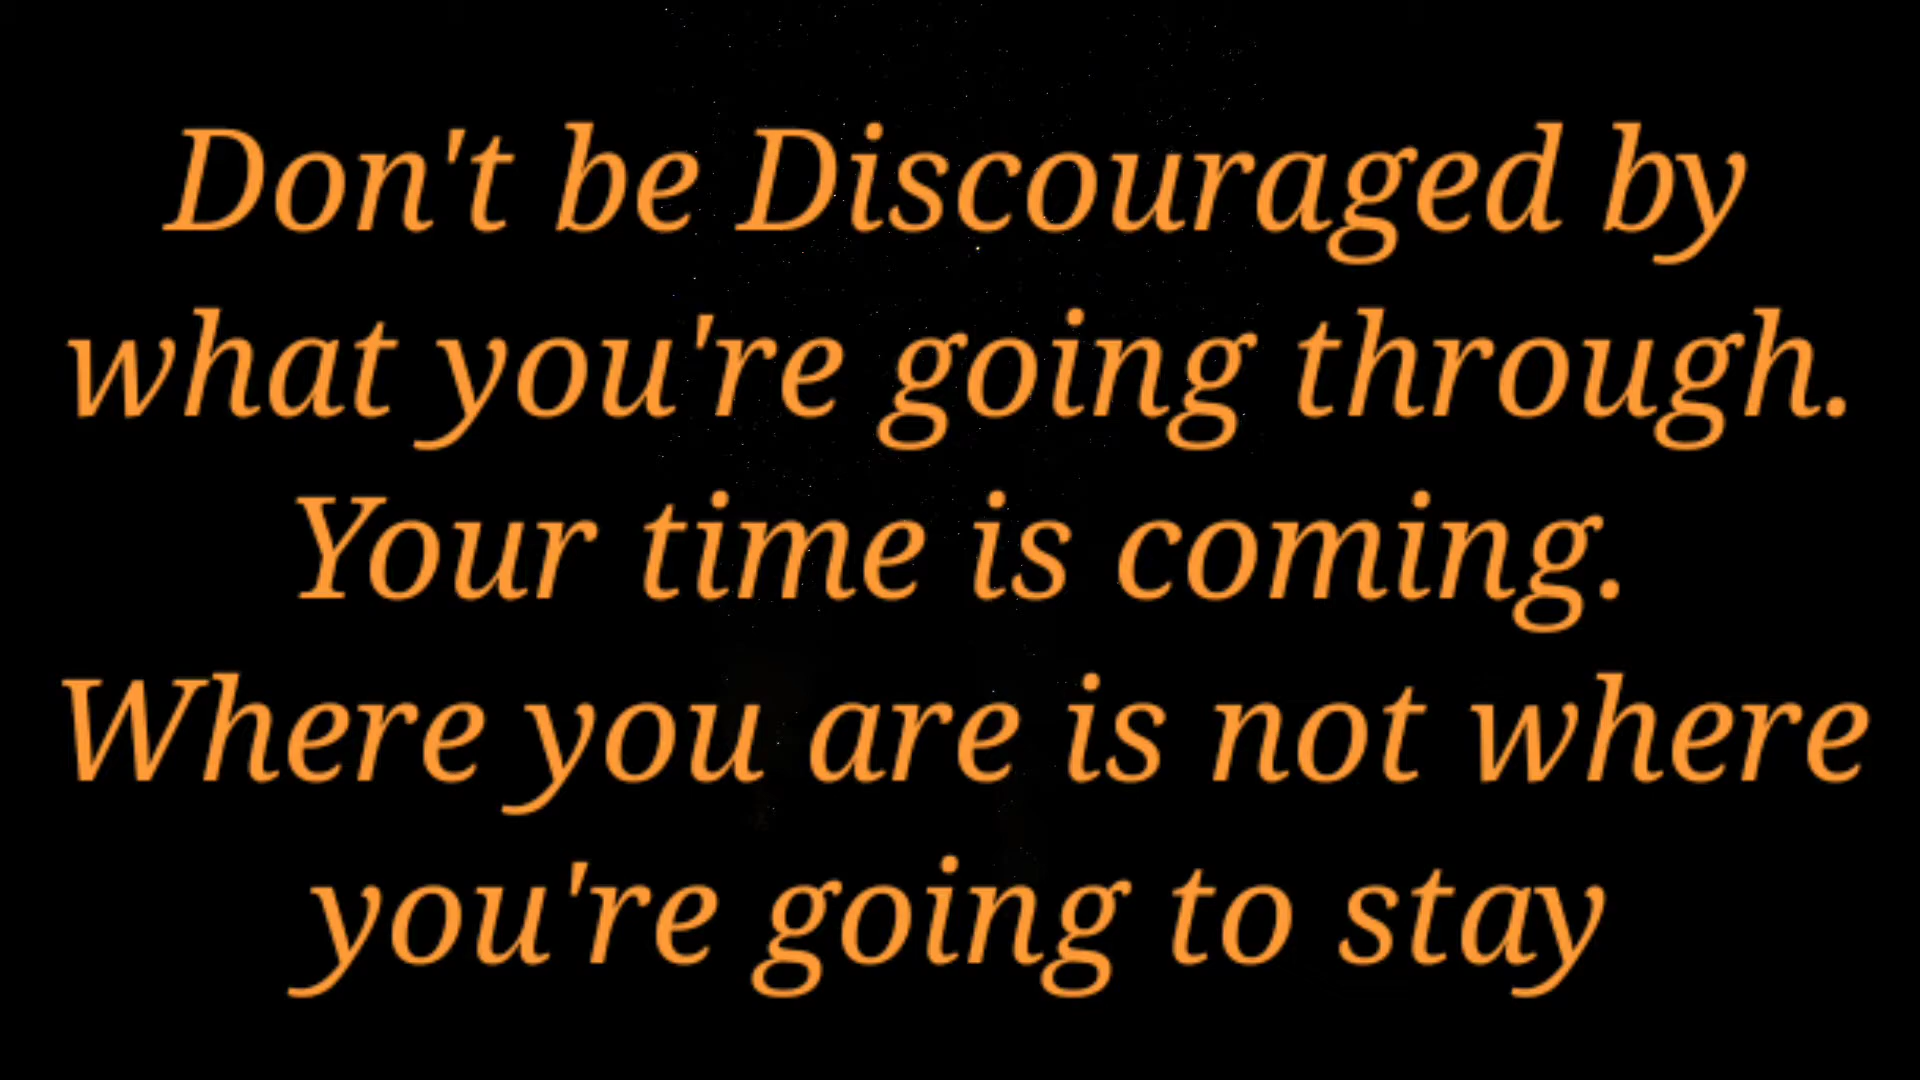 Don't be Discouraged by
what you're going through.
Your time is coming.
Where you are is not where
you're going to stay